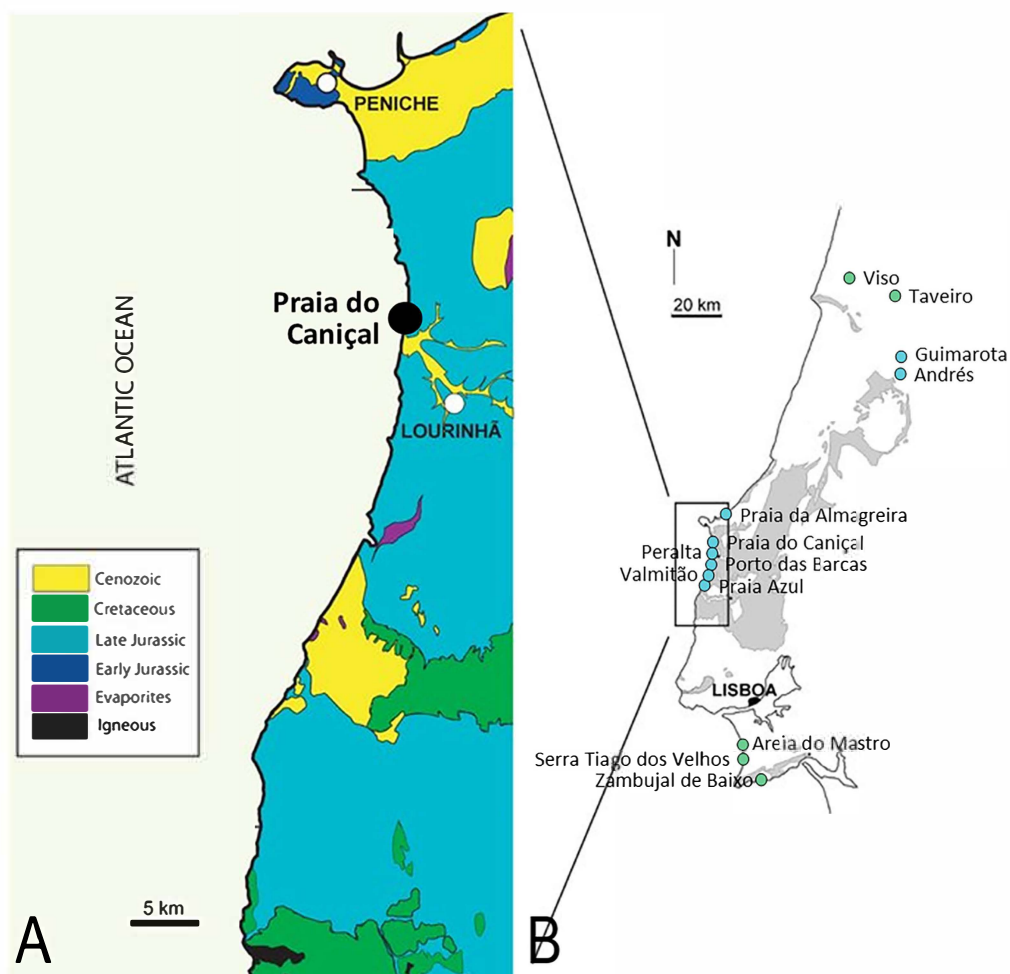 PENICHE
Praia do
Caniçal
ATLANTIC OCEAN
LOURINHÃ
Cenozoic
Cretaceous
Late Jurassic
Early Jurassic
Evaporites
Igneous
5 km
A
N
20 km
Viso
Taveiro
Guimarota
Andrés
Praia da Almagreira
Praia do Caniçal
Peralta
Porto das Barcas
Valmitão
Praia Azul
LISBOA
Areia do Mastro
Serra Tiago dos Velhos
Zambujal de Baixo
B